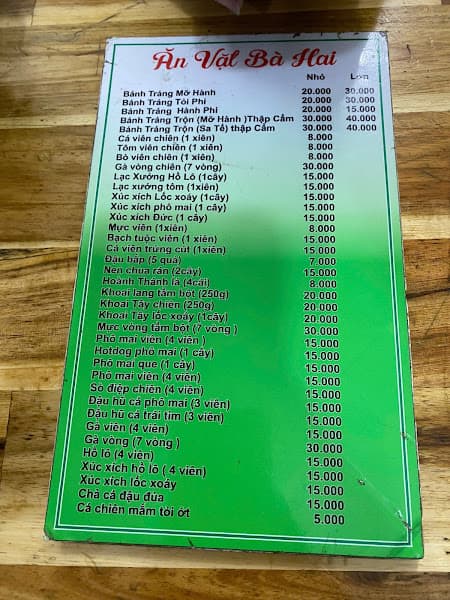 Ăn Vặt Bà Hai
Nhỏ Lớn
Bánh Tráng Mỡ Hành 20.000 30.000
Bánh Tráng Tỏi Phi 20.000 30.000
Bánh Tráng Hành Phi 20.000 15.000
Bánh Tráng Trộn (Mỡ Hành )Thập Cẩm 30.000 40.000
Bánh Tráng Trộn (Sa Tế) thập Cẩm 30.000 40.000
Cá viên chiên (1 xiên) 8.000
Tôm viên chiên (1 xiên) 8.000
Bò viên chiên (1 xiên) 8.000
Gà vòng chiên (7 vòng) 30.000
Lạc Xưởng Hồ Lô (1cây) 15.000
Lạc xưởng tôm (1xiên) 15.000
Xúc xích Lốc xoáy (1cây) 15.000
Xúc xích phô mai (1 cây) 15.000
Xúc xích Đức (1 cây) 15.000
Mực viên (1xiên) 8.000
Bạch tuộc viên (1 xiên) 15.000
Cá viên trứng cút (1xiên) 15.000
Đậu bắp (5 quả) 7.000
Nen chua rán (2cây) 15.000
Hoành Thánh lá (4cái) 8.000
Khoai lang tẩm bột (250g) 20.000
Khoai Tây chiên (250g) 20.000
Khoai Tây lốc xoáy (1cây) 20.000
Mực vòng tẩm bột (7 vòng ) 30.000
Phô mai viên (4 viên) 15.000
Hotdog phô mai (1 cây) 15.000
Phô mai que (1 cây) 15.000
Phô mai viên (4 viên) 15.000
Sò điệp chiên (4 viên) 15.000
Đậu hũ cá phô mai (3 viên) 15.000
Đậu hũ cá trái tim (3 viên) 15.000
Gà viên (4 viên) 15.000
Gà vòng (7 vòng ) 30.000
Hồ lô (4 viên) 15.000
Xúc xích hồ lô ( 4 viên) 15.000
Xúc xích lốc xoáy 15.000
Chả cá đậu đũa 15.000
Cá chiên mắm tỏi ớt 5.000